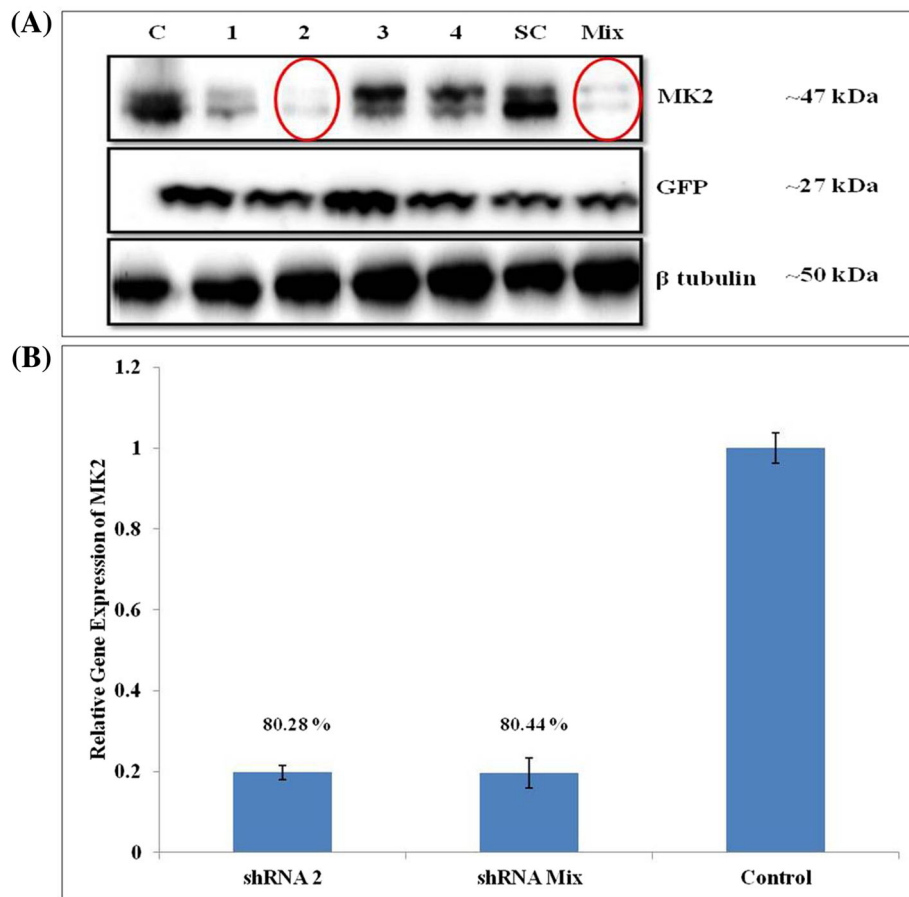 (A)
C 1 2 3 4 SC Mix
MK2 ~47 kDa
GFP ~27 kDa
β tubulin ~50 kDa
(B)
Relative Gene Expression of MK2
1.2
1
0.8
0.6
0.4
0.2
0
80.28 %
80.44 %
shRNA 2 shRNA Mix Control